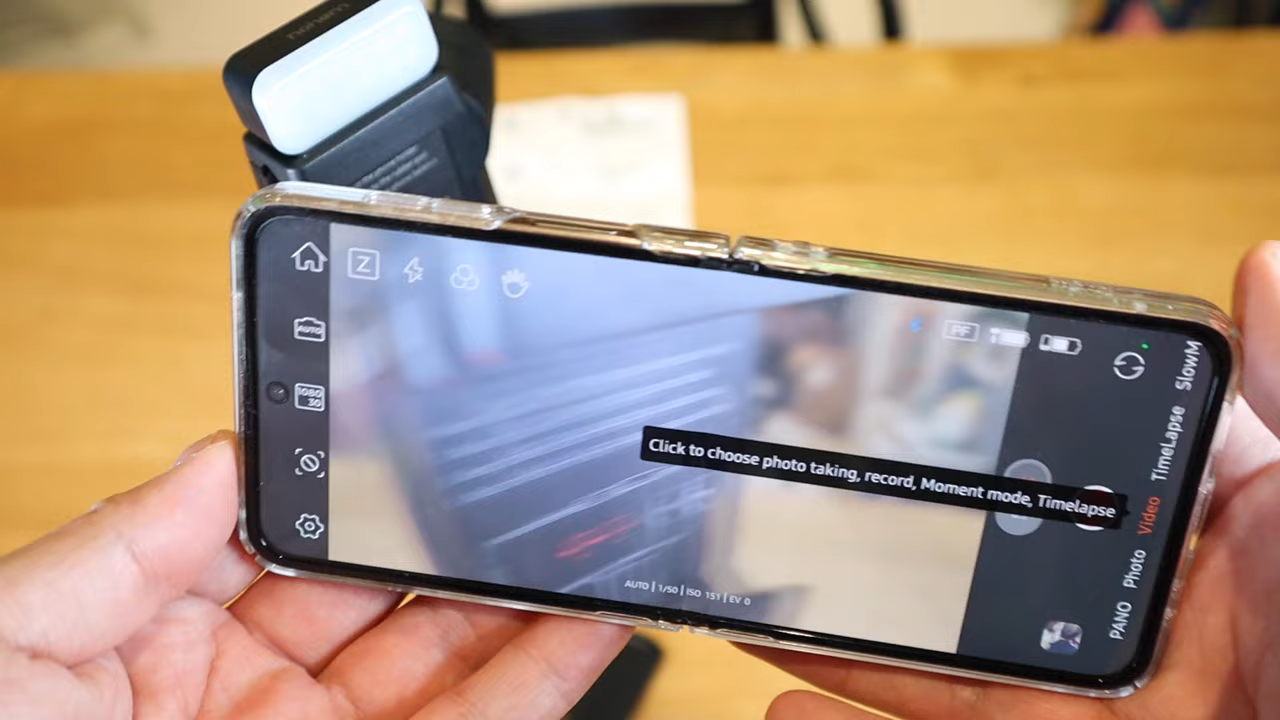 Z
AUTO
1080
30
PF
Click to choose photo taking, record, Moment mode, Timelapse
AUTO | 1/50 | ISO 151 | EV 0
SlowM
TimeLapse
Video
Photo
PANO